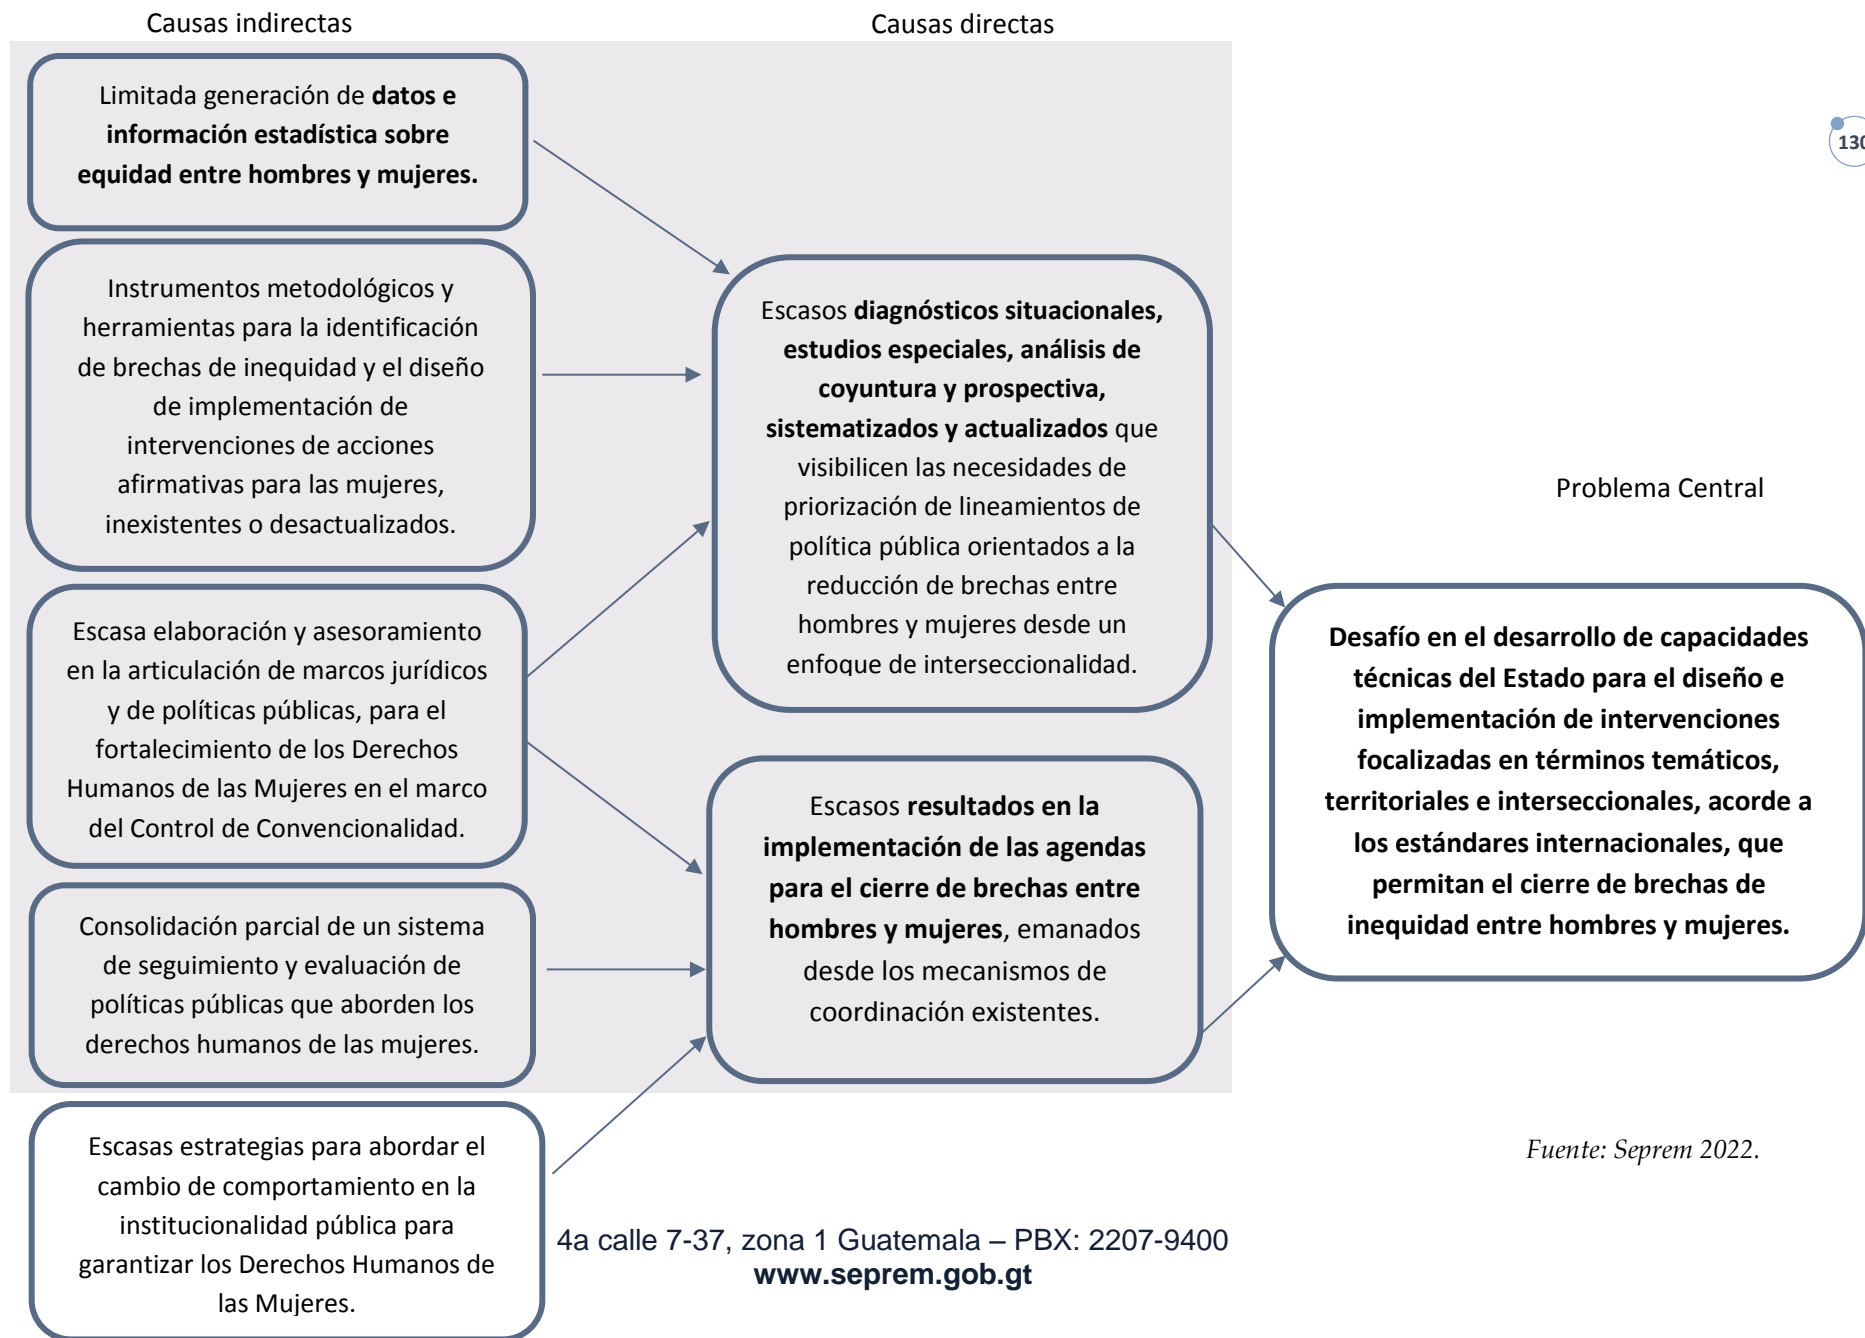 Causas indirectas
Causas directas
130
Limitada generación de datos e
información estadística sobre
equidad entre hombres y mujeres.
Instrumentos metodológicos y
herramientas para la identificación
de brechas de inequidad y el diseño
de implementación de
intervenciones de acciones
afirmativas para las mujeres,
inexistentes o desactualizados.
Escasa elaboración y asesoramiento
en la articulación de marcos jurídicos
y de políticas públicas, para el
fortalecimiento de los Derechos
Humanos de las Mujeres en el marco
del Control de Convencionalidad.
Consolidación parcial de un sistema
de seguimiento y evaluación de
políticas públicas que aborden los
derechos humanos de las mujeres.
Escasas estrategias para abordar el
cambio de comportamiento en la
institucionalidad pública para
garantizar los Derechos Humanos de
las Mujeres.
Escasos diagnósticos situacionales,
estudios especiales, análisis de
coyuntura y prospectiva,
sistematizados y actualizados que
visibilicen las necesidades de
priorización de lineamientos de
política pública orientados a la
reducción de brechas entre
hombres y mujeres desde un
enfoque de interseccionalidad.
Escasos resultados en la
implementación de las agendas
para el cierre de brechas entre
hombres y mujeres, emanados
desde los mecanismos de
coordinación existentes.
Problema Central
Desafío en el desarrollo de capacidades
técnicas del Estado para el diseño e
implementación de intervenciones
focalizadas en términos temáticos,
territoriales e interseccionales, acorde a
los estándares internacionales, que
permitan el cierre de brechas de
inequidad entre hombres y mujeres.
Fuente: Seprem 2022.
4a calle 7-37, zona 1 Guatemala – PBX: 2207-9400
www.seprem.gob.gt